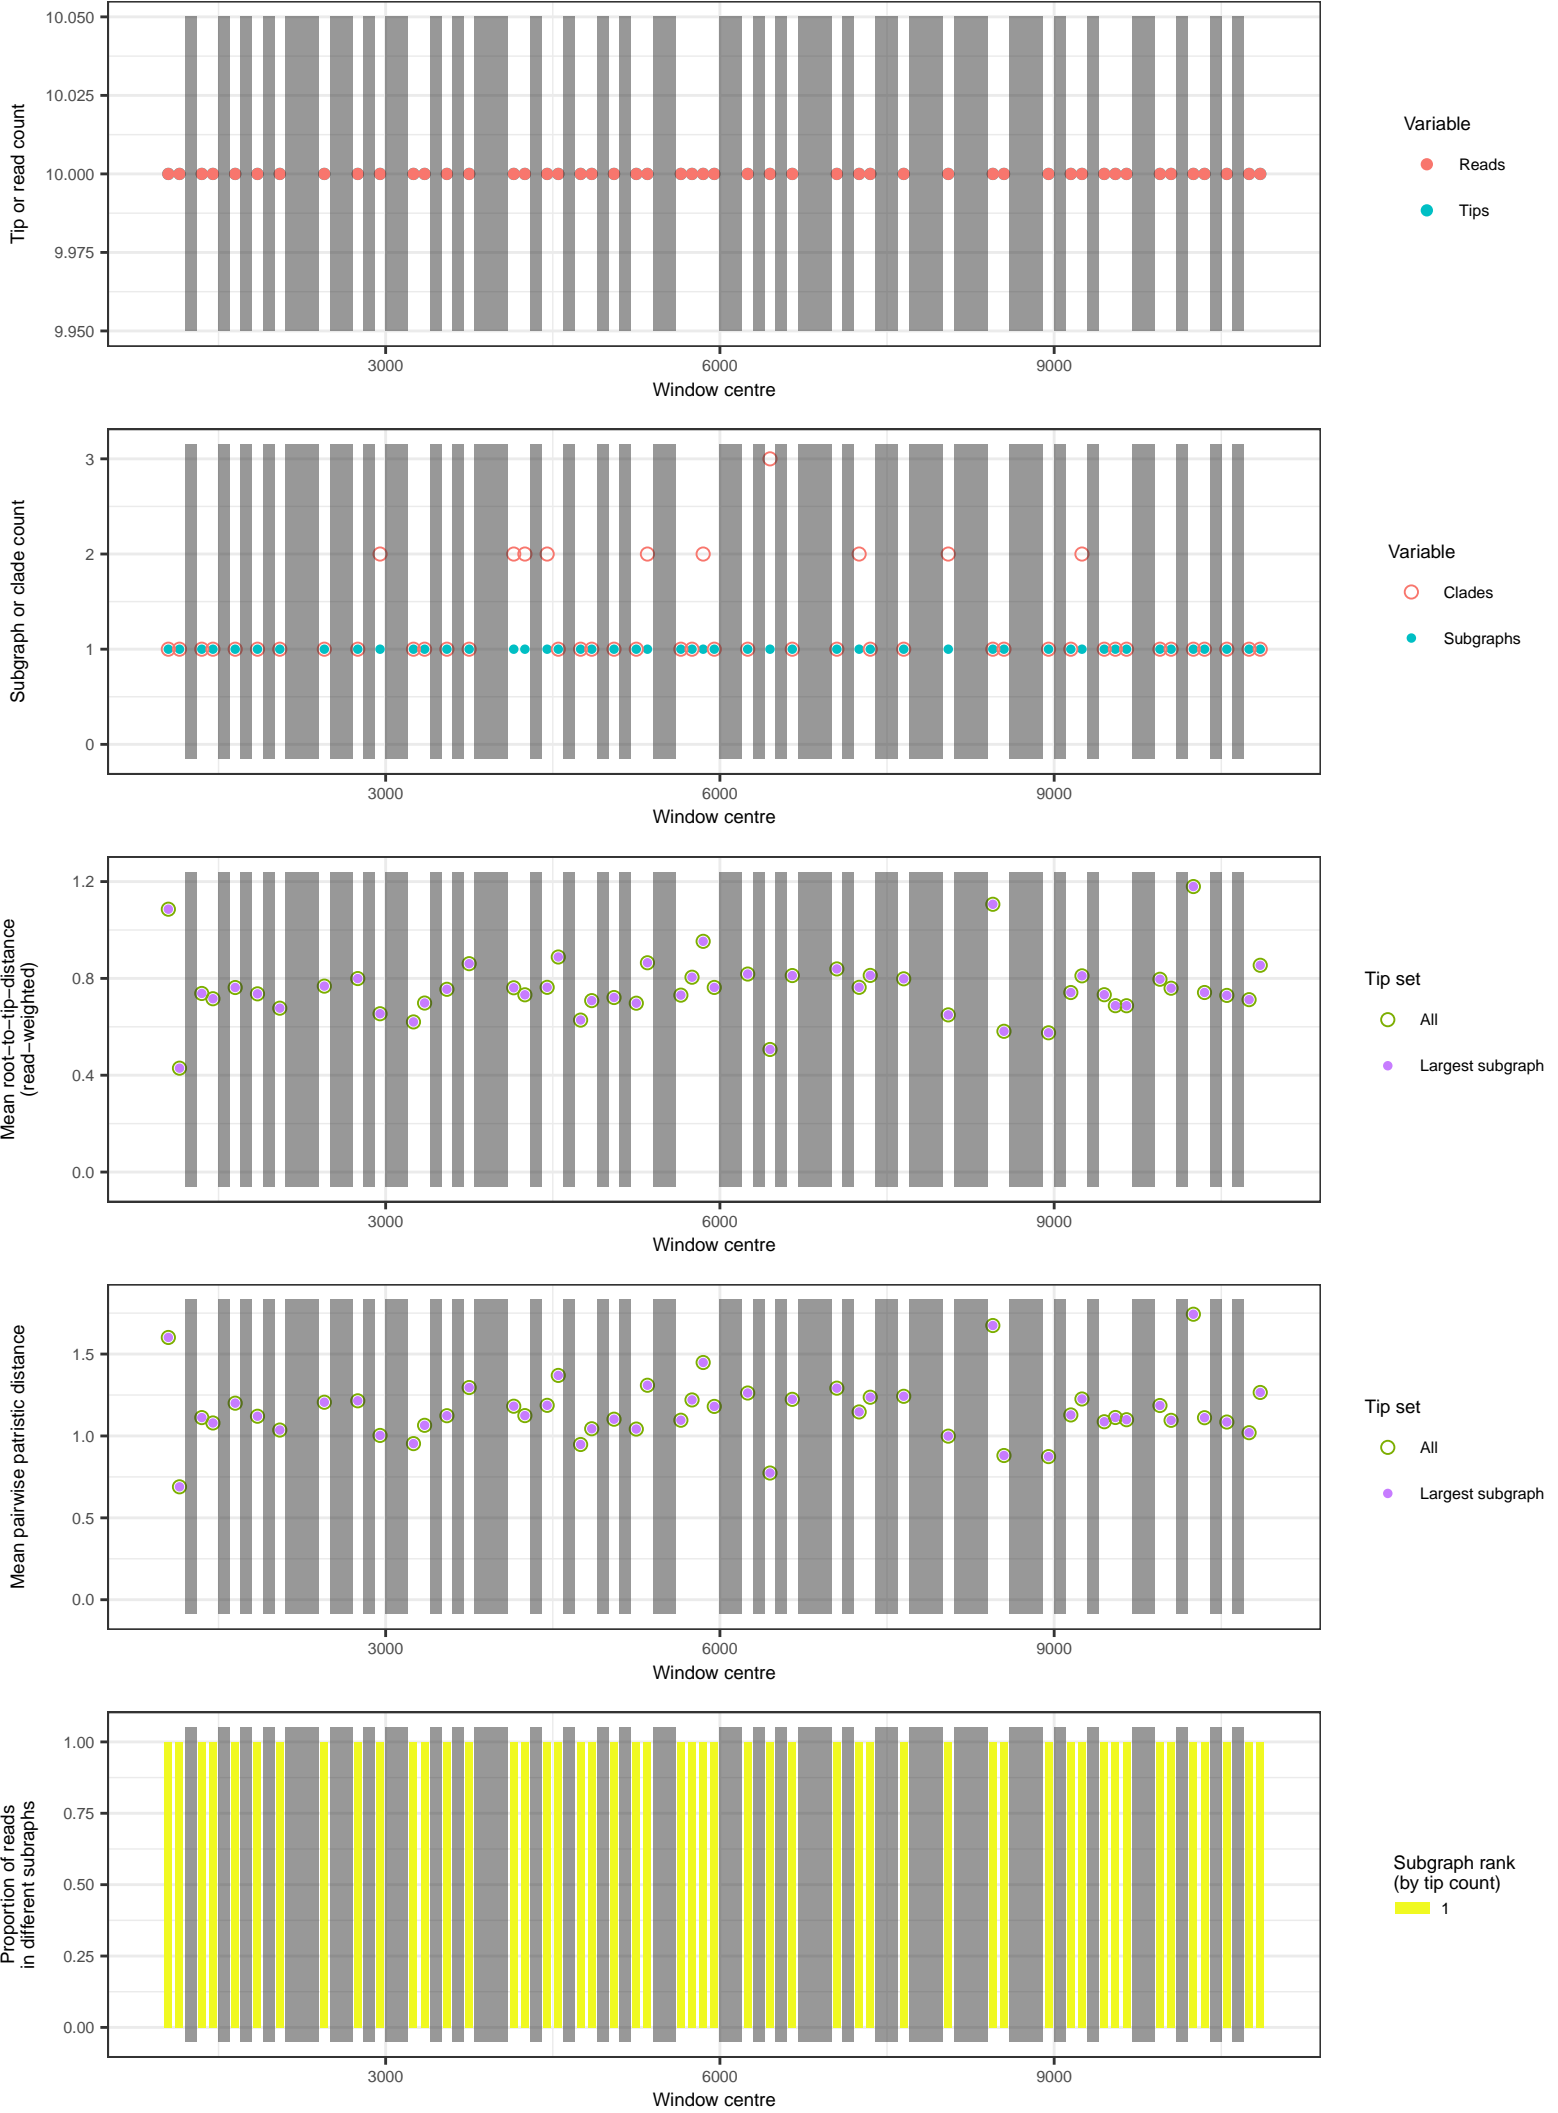 10.050
10.025
10.000
9.975
9.950
Tip or read count
3000
6000
9000
Window centre
Variable
Reads
Tips
3
2
1
0
Subgraph or clade count
3000
6000
9000
Window centre
Variable
Clades
Subgraphs
1.2
0.8
0.4
0.0
Mean root−to−tip−distance
(read−weighted)
3000
6000
9000
Window centre
Tip set
All
Largest subgraph
1.5
1.0
0.5
0.0
Mean pairwise patristic distance
3000
6000
9000
Window centre
Tip set
All
Largest subgraph
1.00
0.75
0.50
0.25
0.00
Proportion of reads
in different subraphs
3000
6000
9000
Window centre
Subgraph rank
(by tip count)
1